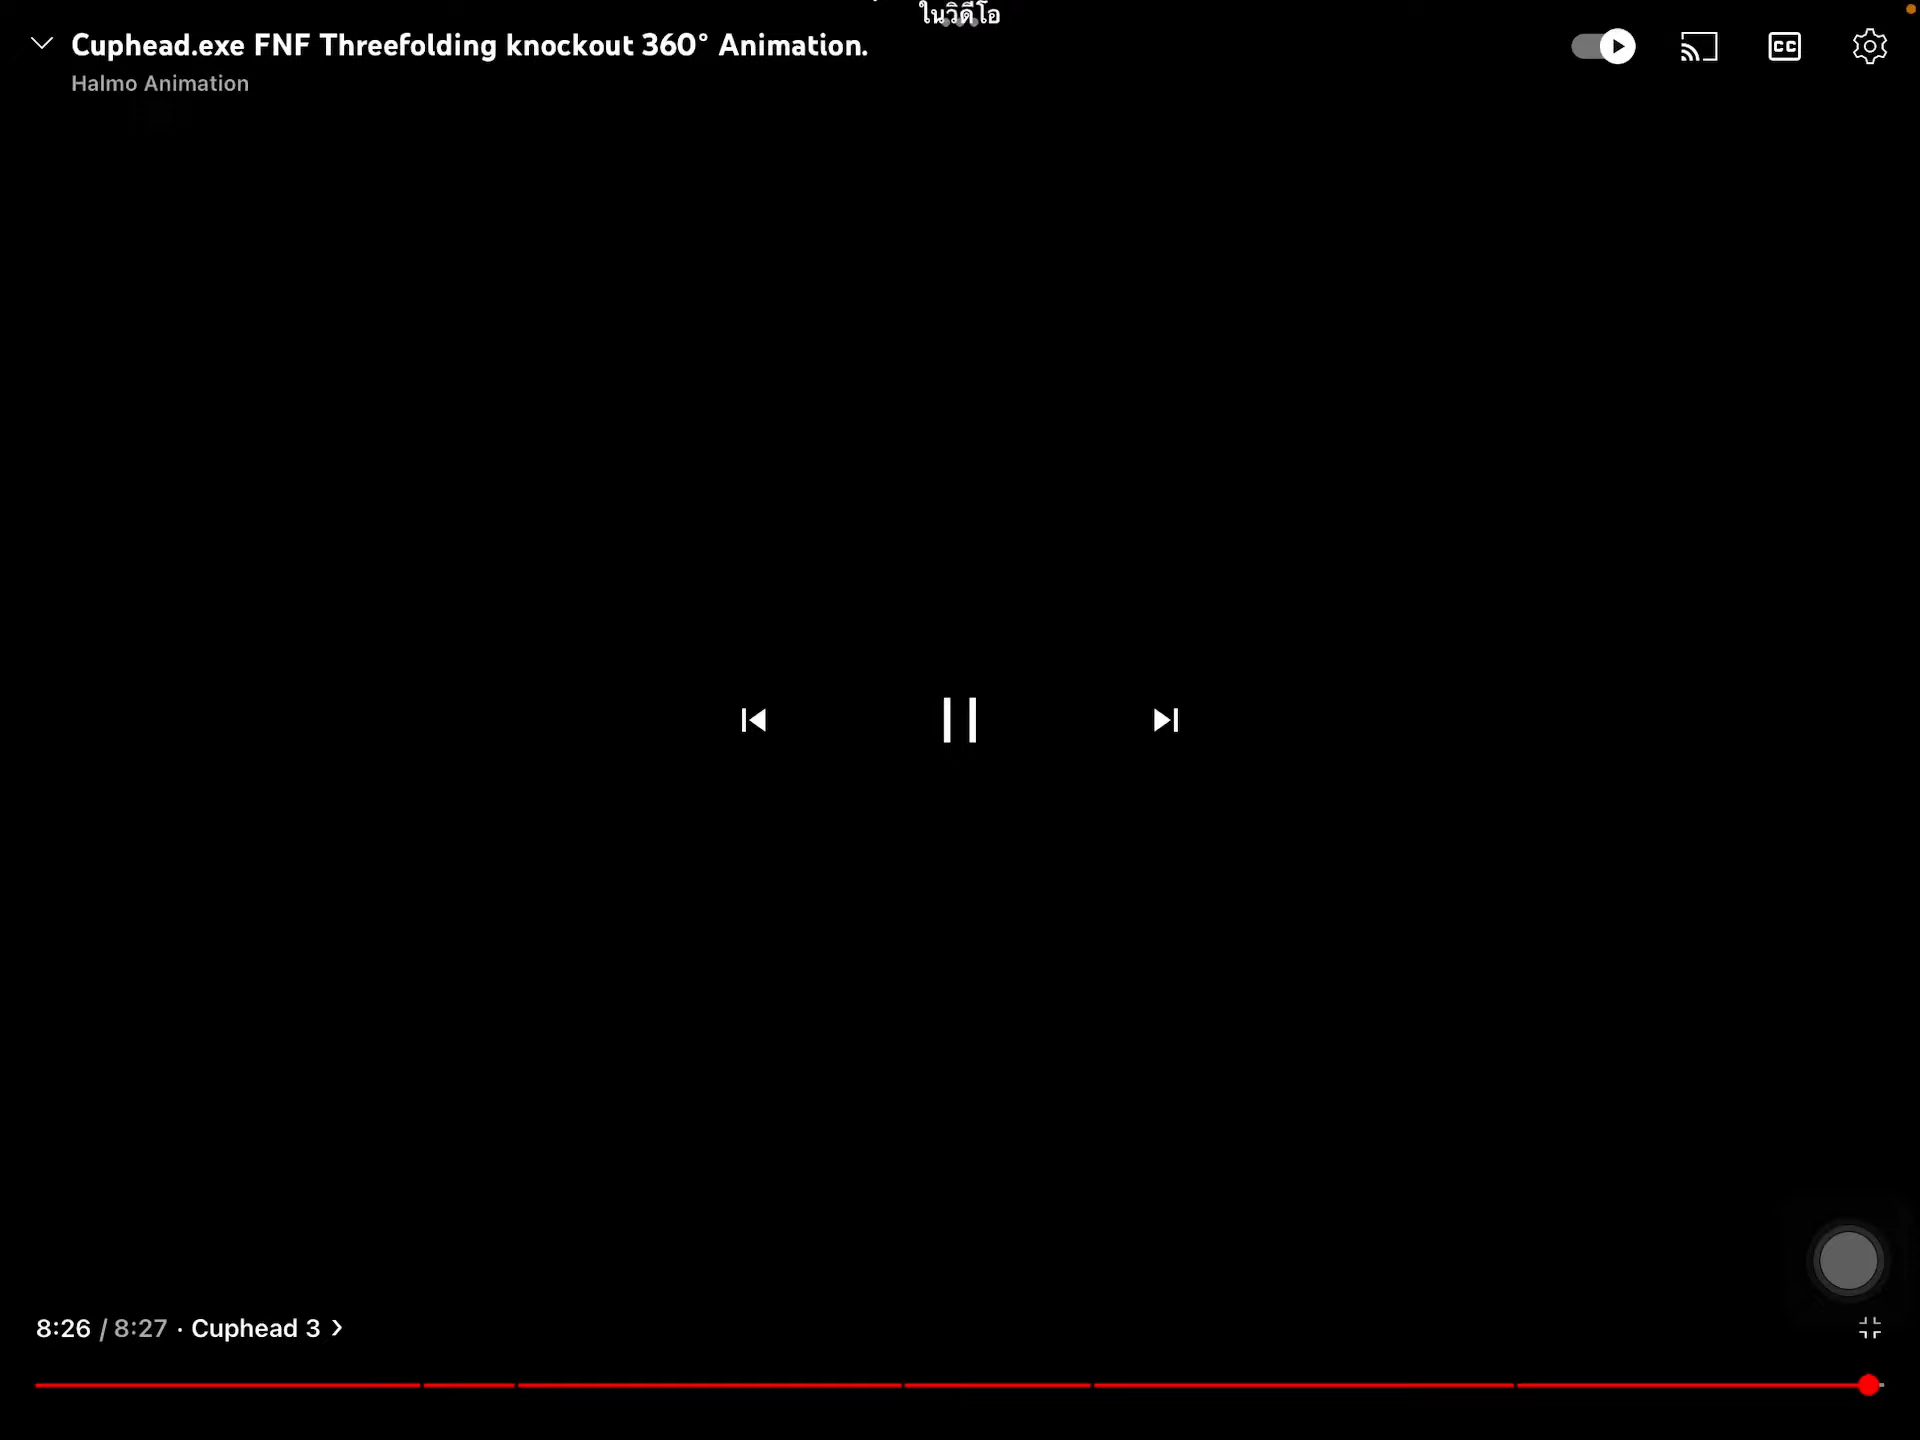 ในวิดีโอ
Cuphead.exe FNF Threefolding knockout 360° Animation.
Halmo Animation
CC
8:26 / 8:27 · Cuphead 3 >